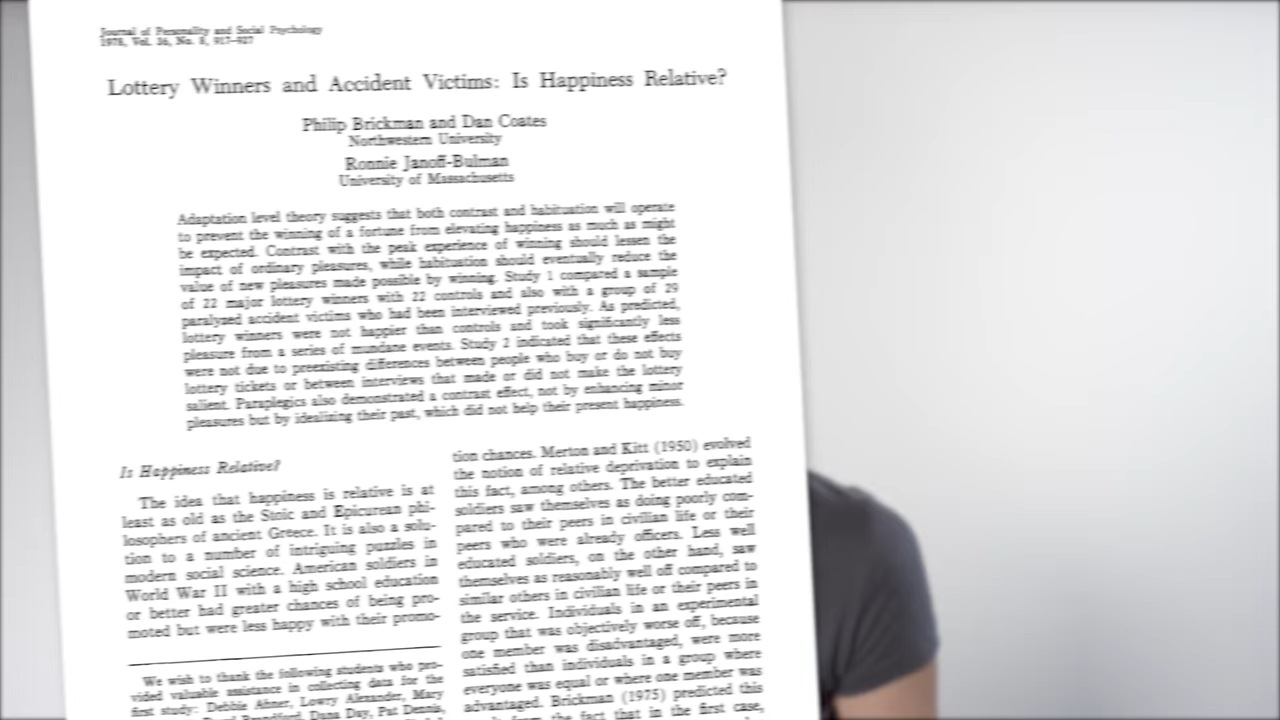 Journal of Personality and Social Psychology
1978, Vol. 36, No. 8, 917-927
Lottery Winners and Accident Victims: Is Happiness Relative?
Philip Brickman and Dan Coates
Northwestern University
Ronnie Janoff-Bulman
University of Massachusetts
Adaptation level theory suggests that both contrast and habituation will operate
to prevent the winning of a fortune from elevating happiness as much as might
be expected. Contrast with the peak experience of winning should lessen the
impact of ordinary pleasures, while habituation should eventually reduce the
value of new pleasures made possible by winning. Study 1 compared a sample
of 22 major lottery winners with 22 controls and also with a group of 29
paralyzed accident victims who had been interviewed previously. As predicted,
lottery winners were not happier than controls and took significantly less
pleasure from a series of mundane events. Study 2 indicated that these effects
were not due to preexisting differences between people who buy or do not buy
lottery tickets or between interviews that made or did not make the lottery
salient. Paraplegics also demonstrated a contrast effect, not by enhancing minor
pleasures but by idealizing their past, which did not help their present happiness.
Is Happiness Relative?
The idea that happiness is relative is at
least as old as the Stoic and Epicurean phi-
losophers of ancient Greece. It is also a solu-
tion to a number of intriguing puzzles in
modern social science. American soldiers in
World War II with a high school education
or better had greater chances of being pro-
moted but were less happy with their promo-
We wish to thank the following students who pro-
vided valuable assistance in collecting data for the
first study: Debbie Abner, Lowry Alexander, Mary
Dana Day, Pat Dennis,
tion chances. Merton and Kitt (1950) evolved
the notion of relative deprivation to explain
this fact, among others. The better educated
soldiers saw themselves as doing poorly com-
pared to their peers in civilian life or their
peers who were already officers. Less well
educated soldiers, on the other hand, saw
themselves as reasonably well off compared to
similar others in civilian life or their peers in
the service. Individuals in an experimental
group that was objectively worse off, because
one member was disadvantaged, were more
satisfied than individuals in a group where
everyone was equal or where one member was
advantaged. Brickman (1975) predicted this
from the fact that in the first case,